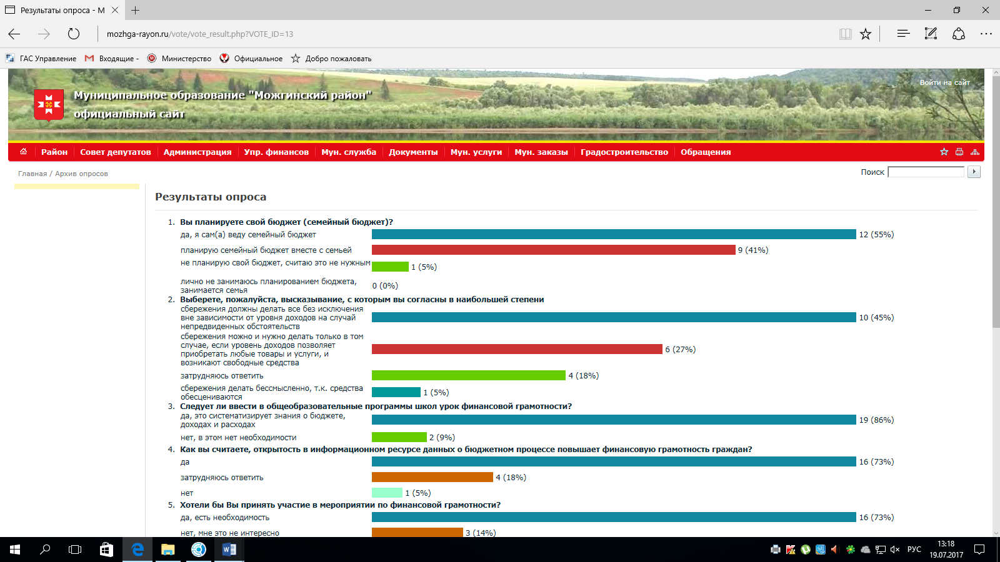 Результаты опроса - М
mozhga-rayon.ru/vote/vote_result.php?VOTE_ID=13
ГАС Управление Входящие - Министерство Официальное Добро пожаловать
Войти на сайт
Муниципальное образование "Можгинский район"
официальный сайт
Район Совет депутатов Администрация Упр. финансов Мун. служба Документы Мун. услуги Мун. заказы Градостроительство Обращения
Главная / Архив опросов
Поиск
Результаты опроса
1. Вы планируете свой бюджет (семейный бюджет)?
да, я сам(а) веду семейный бюджет 12 (55%)
планирую семейный бюджет вместе с семьей 9 (41%)
не планирую свой бюджет, считаю это не нужным 1 (5%)
лично не занимаюсь планированием бюджета,
занимается семья 0 (0%)
2. Выберете, пожалуйста, высказывание, с которым вы согласны в наибольшей степени
сбережения должны делать все без исключения
вне зависимости от уровня доходов на случай 10 (45%)
непредвиденных обстоятельств
сбережения можно и нужно делать только в том
случае, если уровень доходов позволяет
приобретать любые товары и услуги, и 6 (27%)
возникают свободные средства
затрудняюсь ответить 4 (18%)
сбережения делать бессмысленно, т.к. средства
обесцениваются 1 (5%)
3. Следует ли ввести в общеобразовательные программы школ урок финансовой грамотности?
да, это систематизирует знания о бюджете,
доходах и расходах 19 (86%)
нет, в этом нет необходимости 2 (9%)
4. Как вы считаете, открытость в информационном ресурсе данных о бюджетном процессе повышает финансовую грамотность граждан?
да 16 (73%)
затрудняюсь ответить 4 (18%)
нет 1 (5%)
5. Хотели бы Вы принять участие в мероприятии по финансовой грамотности?
да, есть необходимость 16 (73%)
нет, мне это не интересно 3 (14%)
РУС
13:18
19.07.2017